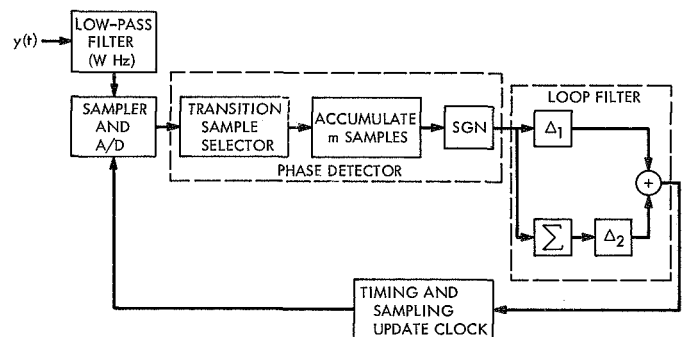 LOW-PASS
FILTER
(W Hz)
y(t)
SAMPLER
AND
A/D
TRANSITION
SAMPLE
SELECTOR
ACCUMULATE
m SAMPLES
SGN
PHASE DETECTOR
LOOP FILTER
Δ1
+
∑
Δ2
TIMING AND
SAMPLING
UPDATE CLOCK